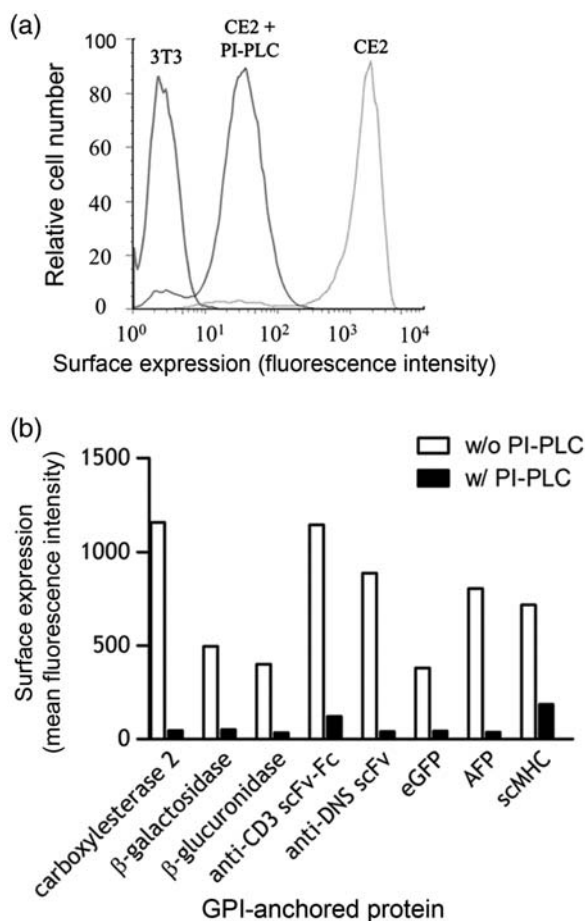 (a)
3T3
CE2 +
PI-PLC
CE2
Relative cell number
100
80
60
40
20
0
10⁰ 10¹ 10² 10³ 10⁴
Surface expression (fluorescence intensity)
(b)
w/o PI-PLC
w/ PI-PLC
Surface expression
(mean fluorescence intensity)
1500
1000
500
0
carboxylesterase 2
β-galactosidase
β-glucuronidase
anti-CD3 scFv-Fc
anti-DNS scFv
eGFP
AFP
scMHC
GPI-anchored protein